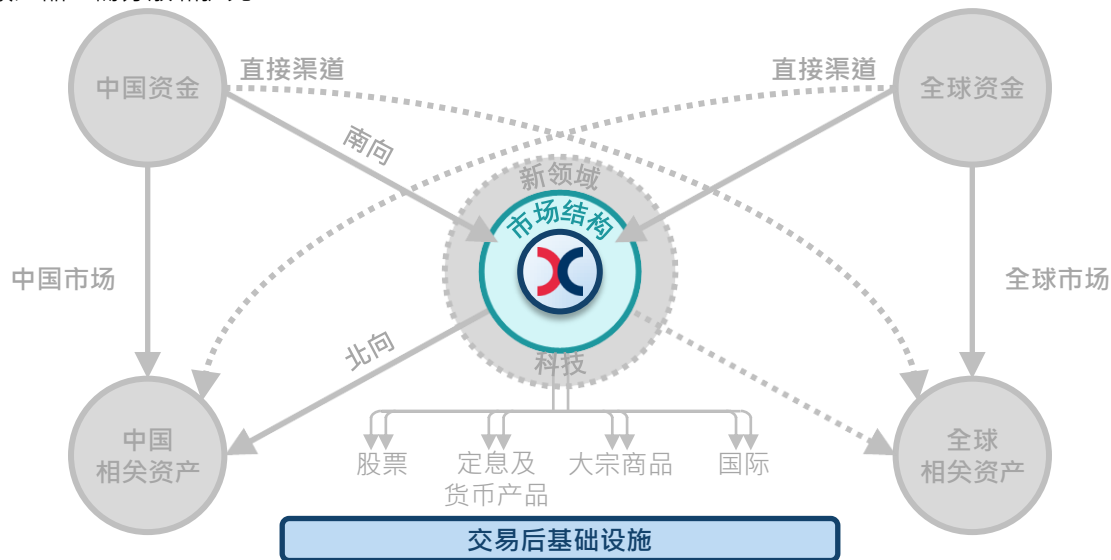 中国资金
直接渠道
直接渠道
全球资金
南向
新领域
市场结构
中国市场
全球市场
北向
科技
中国
相关资产
股票
定息及
货币产品
大宗商品
国际
全球
相关资产
交易后基础设施